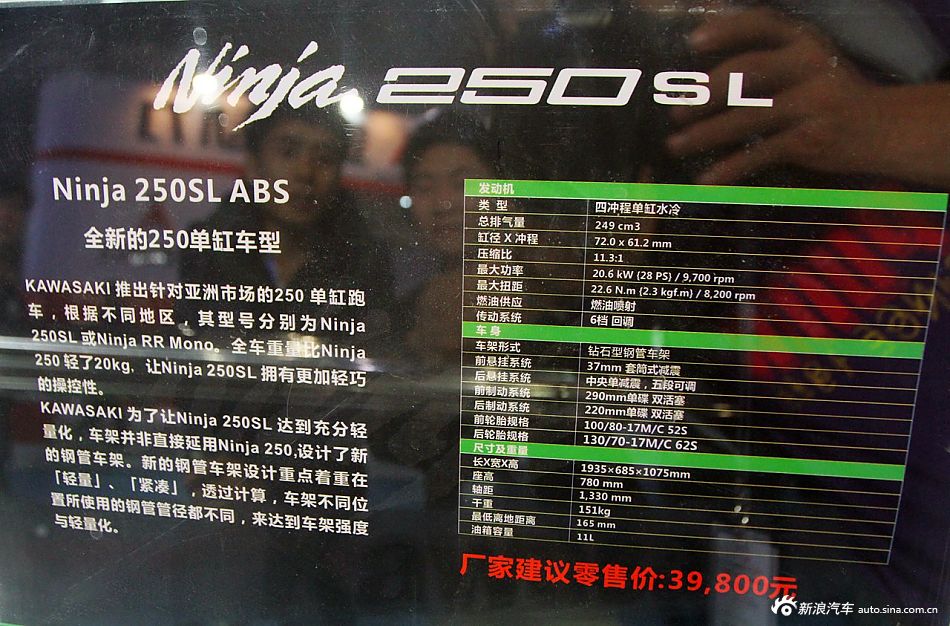 Ninja 250SL
Ninja 250SL ABS
全新的250单缸车型
KAWASAKI 推出针对亚洲市场的250 单缸跑
车，根据不同地区，其型号分别为Ninja
250SL 或Ninja RR Mono。全车重量比Ninja
250 轻了20kg，让Ninja 250SL 拥有更加轻巧
的操控性。
KAWASAKI 为了让Ninja 250SL 达到充分轻
量化，车架并非直接延用Ninja 250,设计了新
的钢管车架。新的钢管车架设计重点着重在
「轻量」、「紧凑」，透过计算，车架不同位
置所使用的钢管管径都不同，来达到车架强度
与轻量化。
发动机
类 型 四冲程单缸水冷
总排气量 249 cm3
缸径 X 冲程 72.0 x 61.2 mm
压缩比 11.3:1
最大功率 20.6 kW (28 PS) / 9,700 rpm
最大扭距 22.6 N.m (2.3 kgf.m) / 8,200 rpm
燃油供应 燃油喷射
传动系统 6档 回调
车 身
车架形式 钻石型钢管车架
前悬挂系统 37mm 套筒式减震
后悬挂系统 中央单减震，五段可调
前制动系统 290mm单碟 双活塞
后制动系统 220mm单碟 双活塞
前轮胎规格 100/80-17M/C 52S
后轮胎规格 130/70-17M/C 62S
尺寸及重量
长X宽X高 1935×685×1075mm
座高 780 mm
轴距 1,330 mm
干重 151kg
最低离地距离 165 mm
油箱容量 11L
厂家建议零售价:39,800元
新浪汽车 auto.sina.com.cn